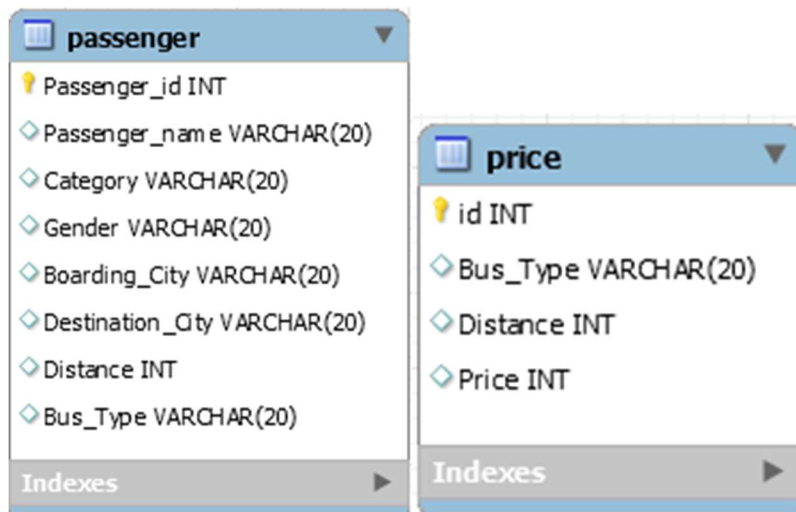 passenger
Passenger_id INT
Passenger_name VARCHAR(20)
Category VARCHAR(20)
Gender VARCHAR(20)
Boarding_City VARCHAR(20)
Destination_City VARCHAR(20)
Distance INT
Bus_Type VARCHAR(20)
Indexes
price
id INT
Bus_Type VARCHAR(20)
Distance INT
Price INT
Indexes